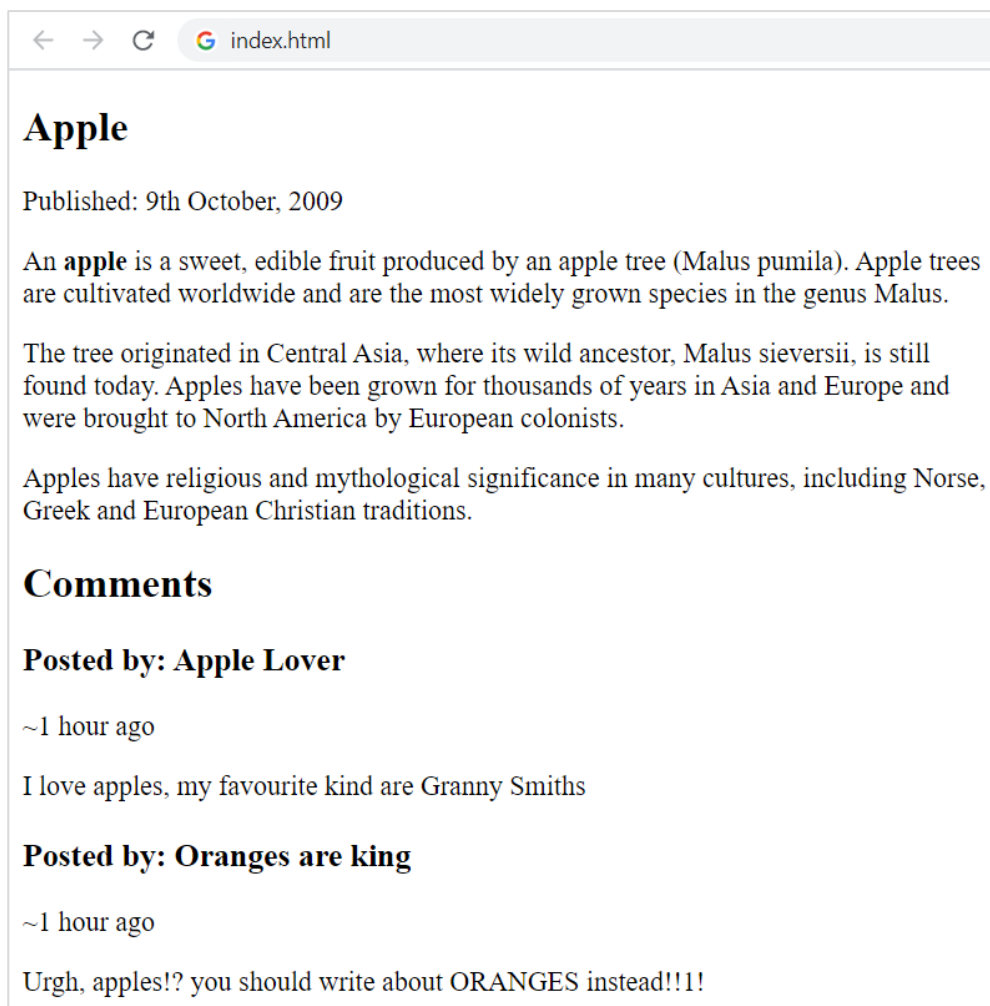 index.html
Apple
Published: 9th October, 2009
An apple is a sweet, edible fruit produced by an apple tree (Malus pumila). Apple trees
are cultivated worldwide and are the most widely grown species in the genus Malus.
The tree originated in Central Asia, where its wild ancestor, Malus sieversii, is still
found today. Apples have been grown for thousands of years in Asia and Europe and
were brought to North America by European colonists.
Apples have religious and mythological significance in many cultures, including Norse,
Greek and European Christian traditions.
Comments
Posted by: Apple Lover
~1 hour ago
I love apples, my favourite kind are Granny Smiths
Posted by: Oranges are king
~1 hour ago
Urgh, apples!? you should write about ORANGES instead!!1!